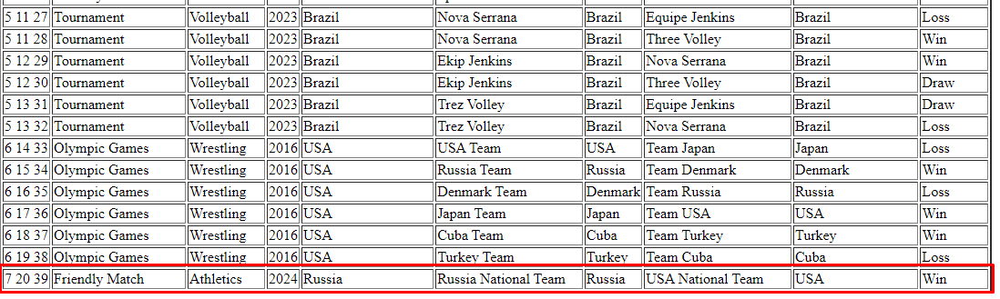 5 11 27 Tournament Volleyball 2023 Brazil Nova Serrana Brazil Equipe Jenkins Brazil Loss
5 11 28 Tournament Volleyball 2023 Brazil Nova Serrana Brazil Three Volley Brazil Win
5 12 29 Tournament Volleyball 2023 Brazil Ekip Jenkins Brazil Nova Serrana Brazil Win
5 12 30 Tournament Volleyball 2023 Brazil Ekip Jenkins Brazil Three Volley Brazil Draw
5 13 31 Tournament Volleyball 2023 Brazil Trez Volley Brazil Equipe Jenkins Brazil Draw
5 13 32 Tournament Volleyball 2023 Brazil Trez Volley Brazil Nova Serrana Brazil Loss
6 14 33 Olympic Games Wrestling 2016 USA USA Team USA Team Japan Japan Loss
6 15 34 Olympic Games Wrestling 2016 USA Russia Team Russia Team Denmark Denmark Win
6 16 35 Olympic Games Wrestling 2016 USA Denmark Team Denmark Team Russia Russia Loss
6 17 36 Olympic Games Wrestling 2016 USA Japan Team Japan Team USA USA Win
6 18 37 Olympic Games Wrestling 2016 USA Cuba Team Cuba Team Turkey Turkey Win
6 19 38 Olympic Games Wrestling 2016 USA Turkey Team Turkey Team Cuba Cuba Loss
7 20 39 Friendly Match Athletics 2024 Russia Russia National Team Russia USA National Team USA Win